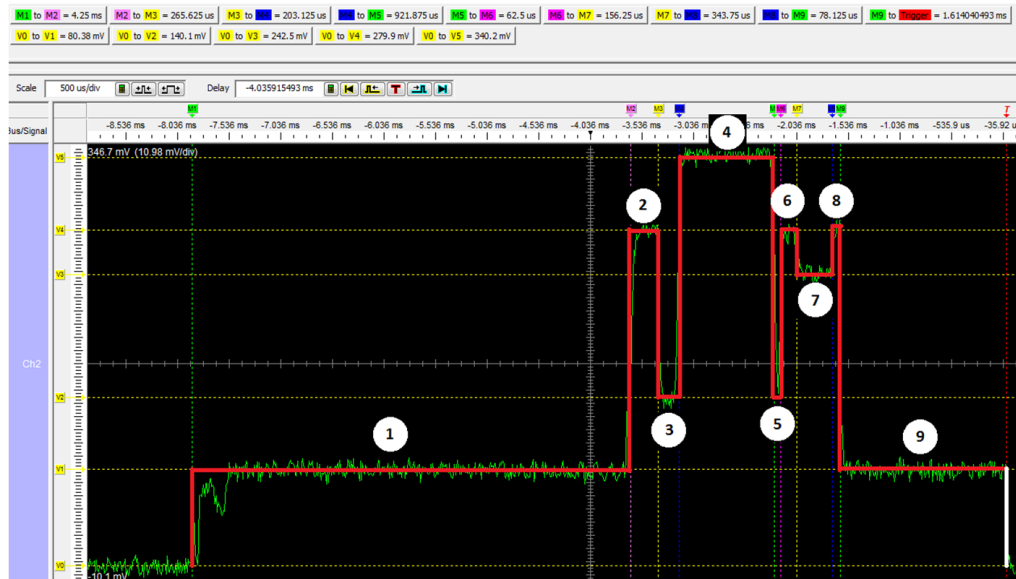 M1 to M2 = 4.25 ms M2 to M3 = 265.625 us M3 to M4 = 203.125 us M4 to M5 = 921.875 us M5 to M6 = 62.5 us M6 to M7 = 156.25 us M7 to M8 = 343.75 us M8 to M9 = 78.125 us M9 to Trigger = 1.614040493 ms
V0 to V1 = 80.38 mV V0 to V2 = 140.1 mV V0 to V3 = 242.5 mV V0 to V4 = 279.9 mV V0 to V5 = 340.2 mV
Scale 500 us/div Delay -4.035915493 ms T
M1 M2 M3 M6 M7 M9 T
Bus/Signal -8.536 ms -8.036 ms -7.536 ms -7.036 ms -6.536 ms -6.036 ms -5.536 ms -5.036 ms -4.536 ms -4.036 ms -3.536 ms -3.036 ms -2.036 ms -1.536 ms -1.036 ms -535.9 us -35.92
4
V5 346.7 mV (10.98 mV/div)
2 6 8
V4
V3
7
Ch2
V2
1 3 5 9
V1
V0
-10.1 mV